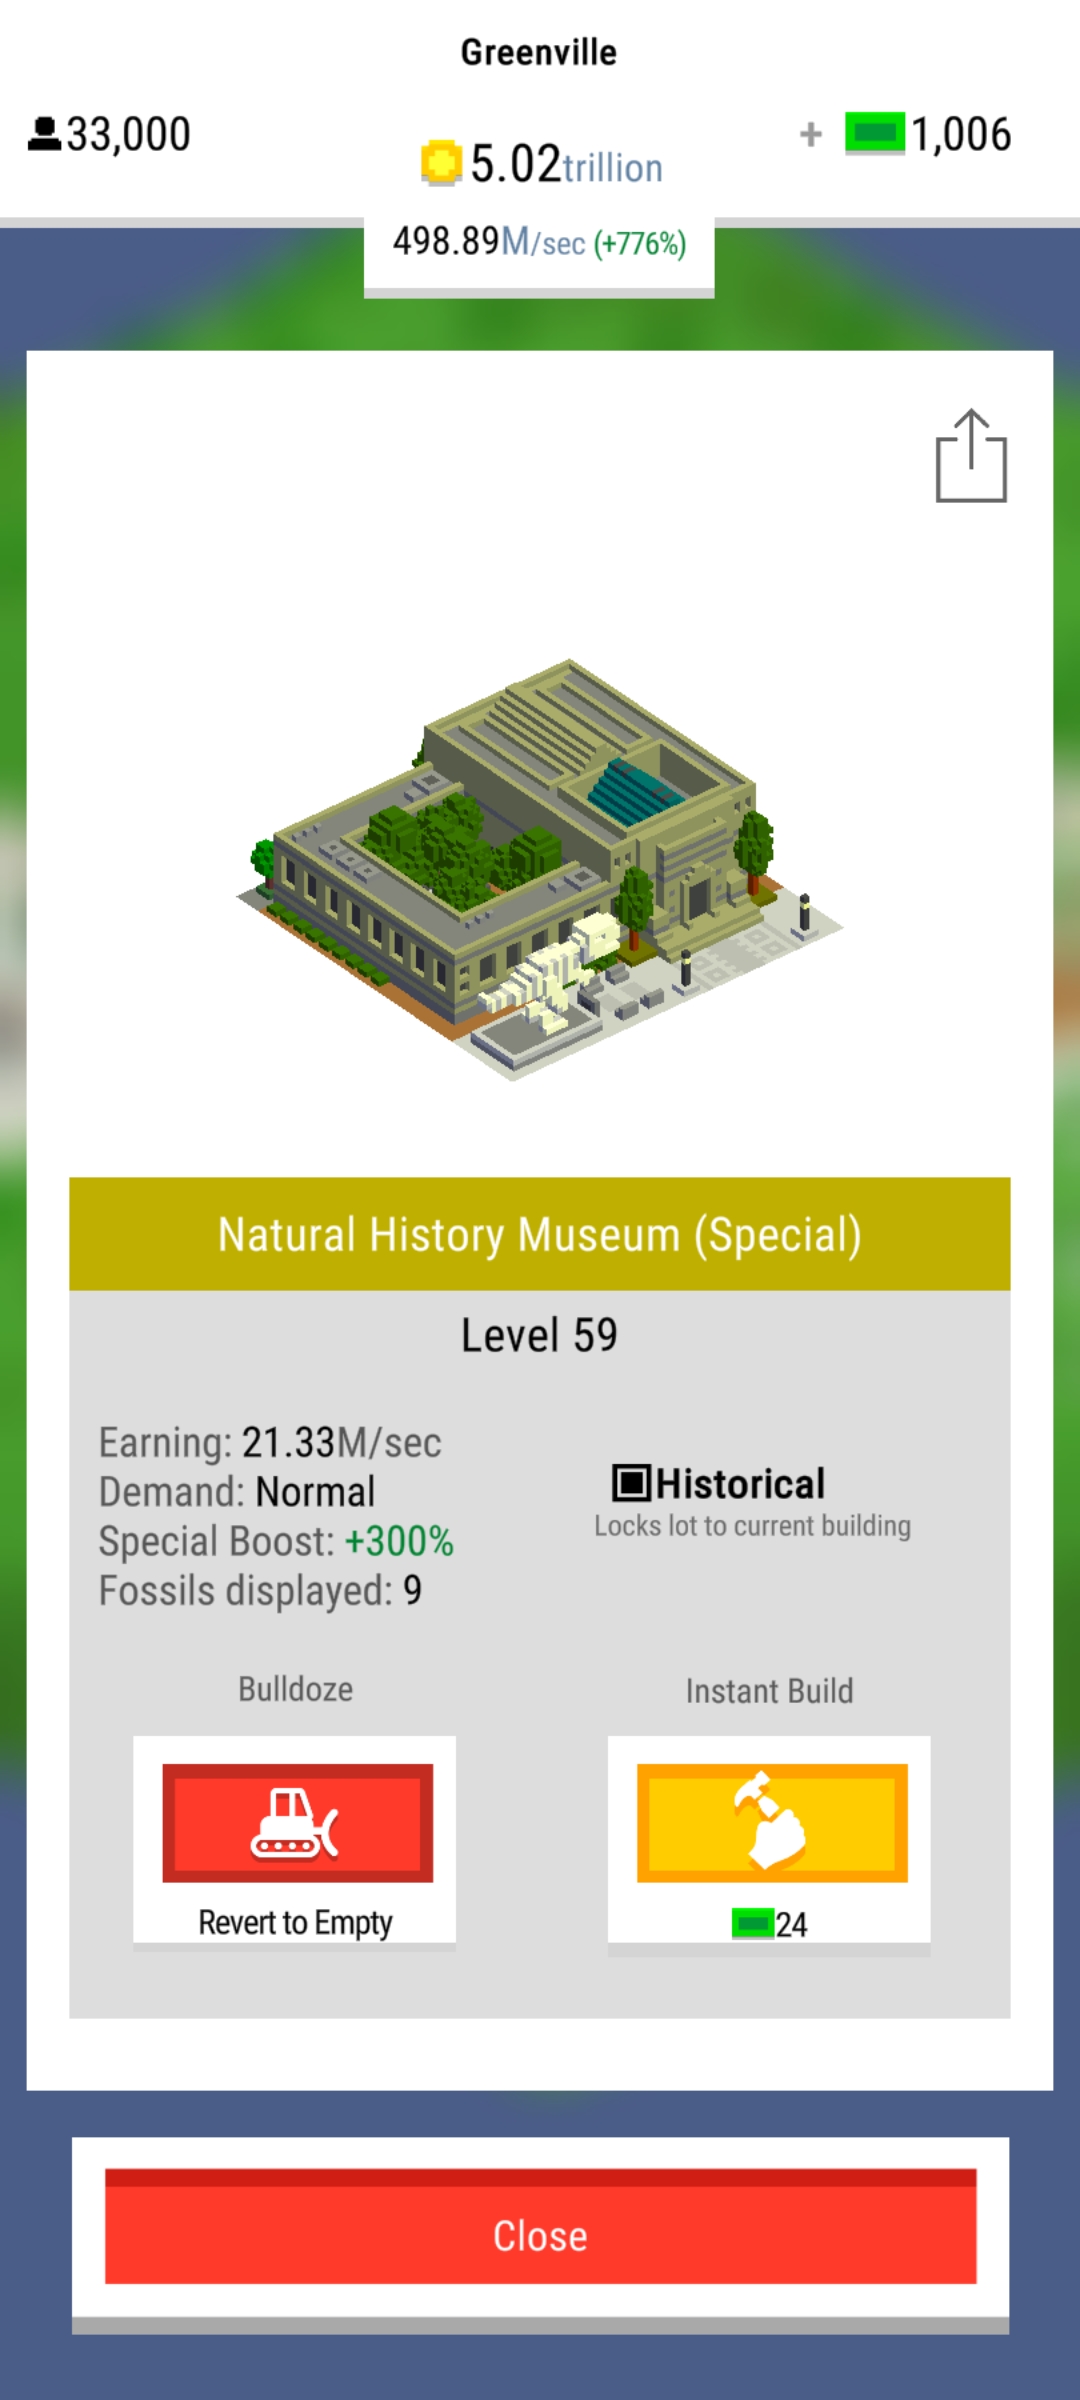 Greenville
33,000
5.02trillion
+ 1,006
498.89M/sec (+776%)
Natural History Museum (Special)
Level 59
Earning: 21.33M/sec
Demand: Normal
Special Boost: +300%
Fossils displayed: 9
Historical
Locks lot to current building
Bulldoze
Revert to Empty
Instant Build
24
Close